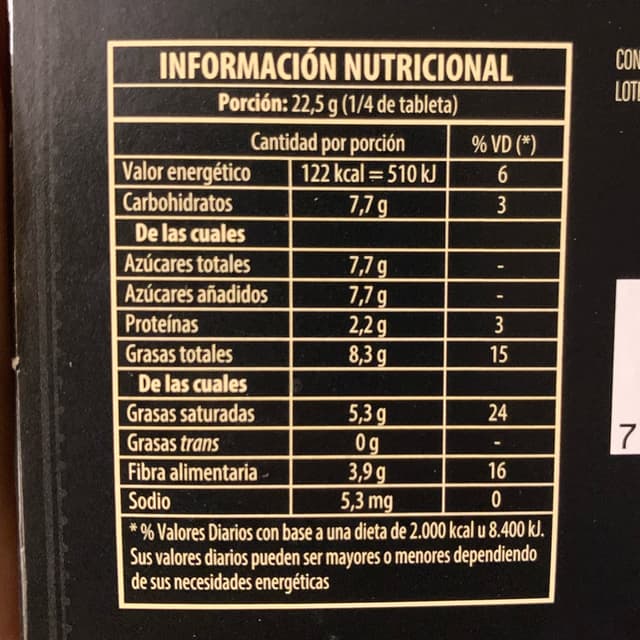 INFORMACIÓN NUTRICIONAL
Porción: 22,5 g (1/4 de tableta)
Cantidad por porción % VD (*)
Valor energético 122 kcal = 510 kJ 6
Carbohidratos 7,7 g 3
De las cuales
Azúcares totales 7,7 g -
Azúcares añadidos 7,7 g -
Proteínas 2,2 g 3
Grasas totales 8,3 g 15
De las cuales
Grasas saturadas 5,3 g 24
Grasas trans 0 g -
Fibra alimentaria 3,9 g 16
Sodio 5,3 mg 0
* % Valores Diarios con base a una dieta de 2.000 kcal u 8.400 kJ.
Sus valores diarios pueden ser mayores o menores dependiendo
de sus necesidades energéticas
CON
LOT
7